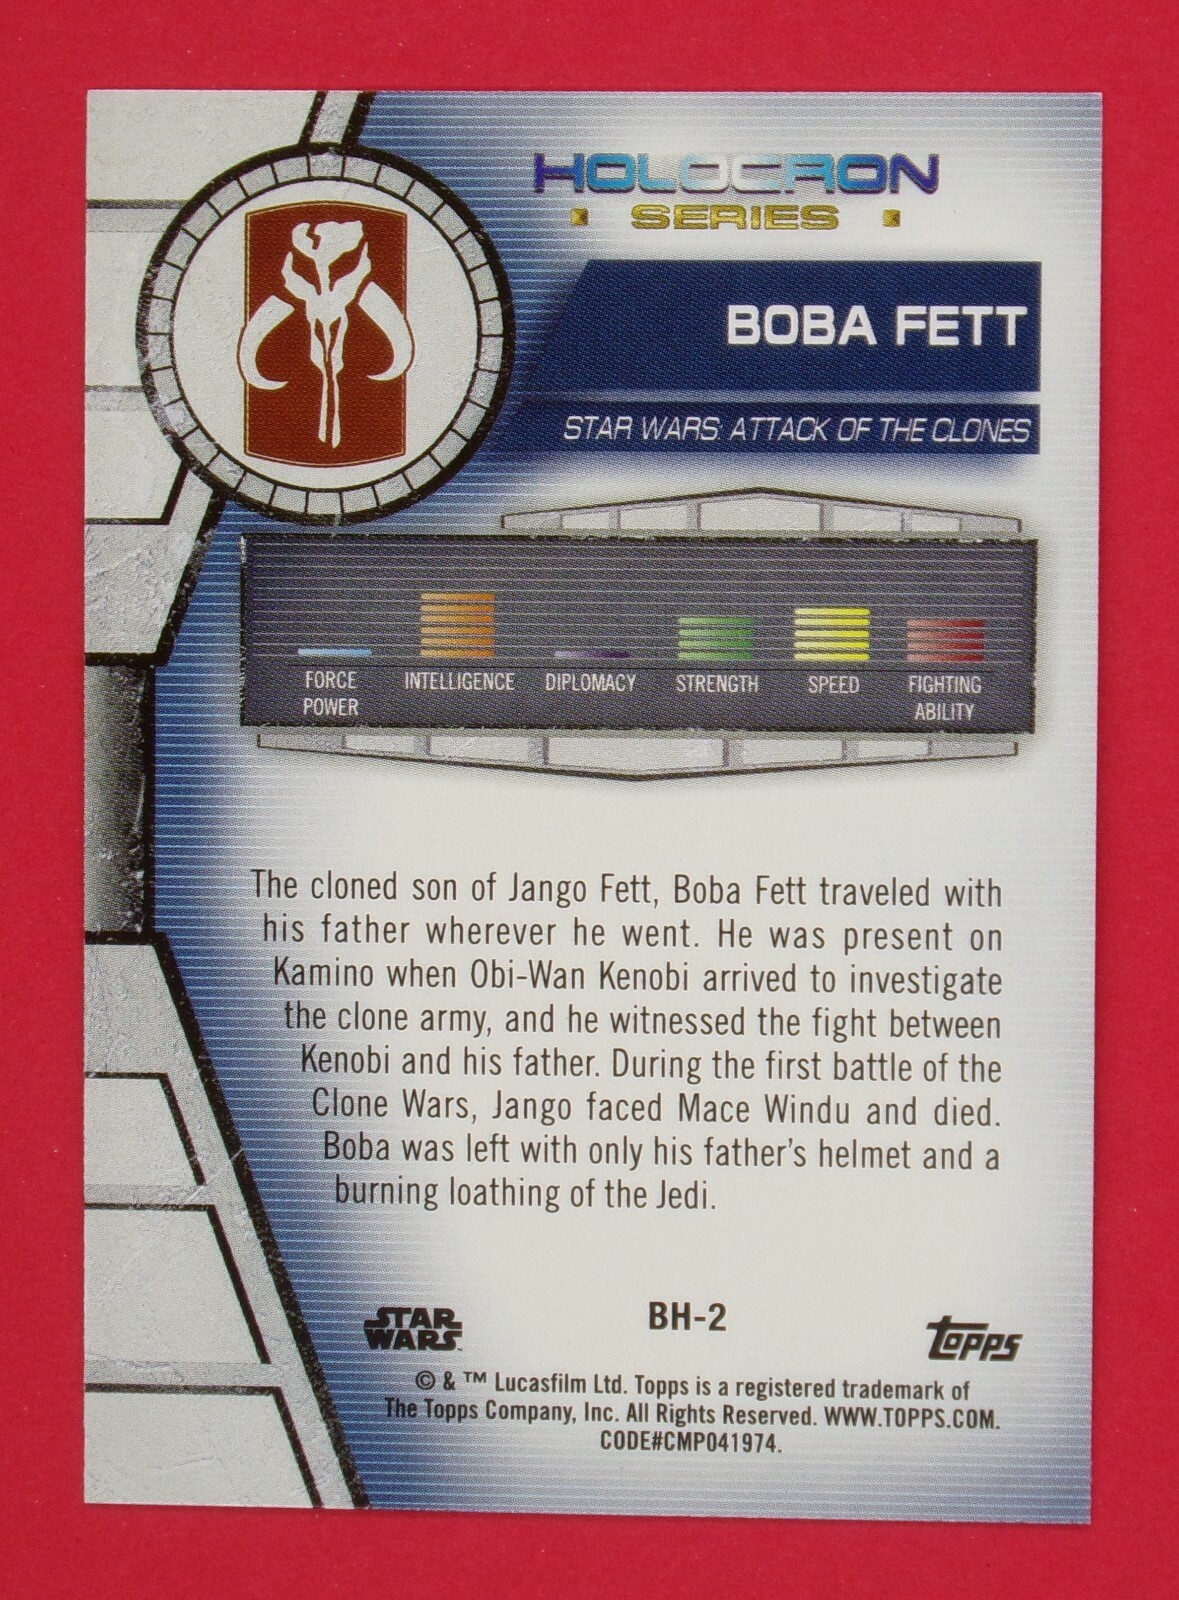 HOLOCRON
SERIES
BOBA FETT
STAR WARS: ATTACK OF THE CLONES
FORCE POWER
INTELLIGENCE
DIPLOMACY
STRENGTH
SPEED
FIGHTING ABILITY
The cloned son of Jango Fett, Boba Fett traveled with
his father wherever he went. He was present on
Kamino when Obi-Wan Kenobi arrived to investigate
the clone army, and he witnessed the fight between
Kenobi and his father. During the first battle of the
Clone Wars, Jango faced Mace Windu and died.
Boba was left with only his father's helmet and a
burning loathing of the Jedi.
STAR
WARS
BH-2
topps
© & ™ Lucasfilm Ltd. Topps is a registered trademark of
The Topps Company, Inc. All Rights Reserved. WWW.TOPPS.COM.
CODE#CMP041974.